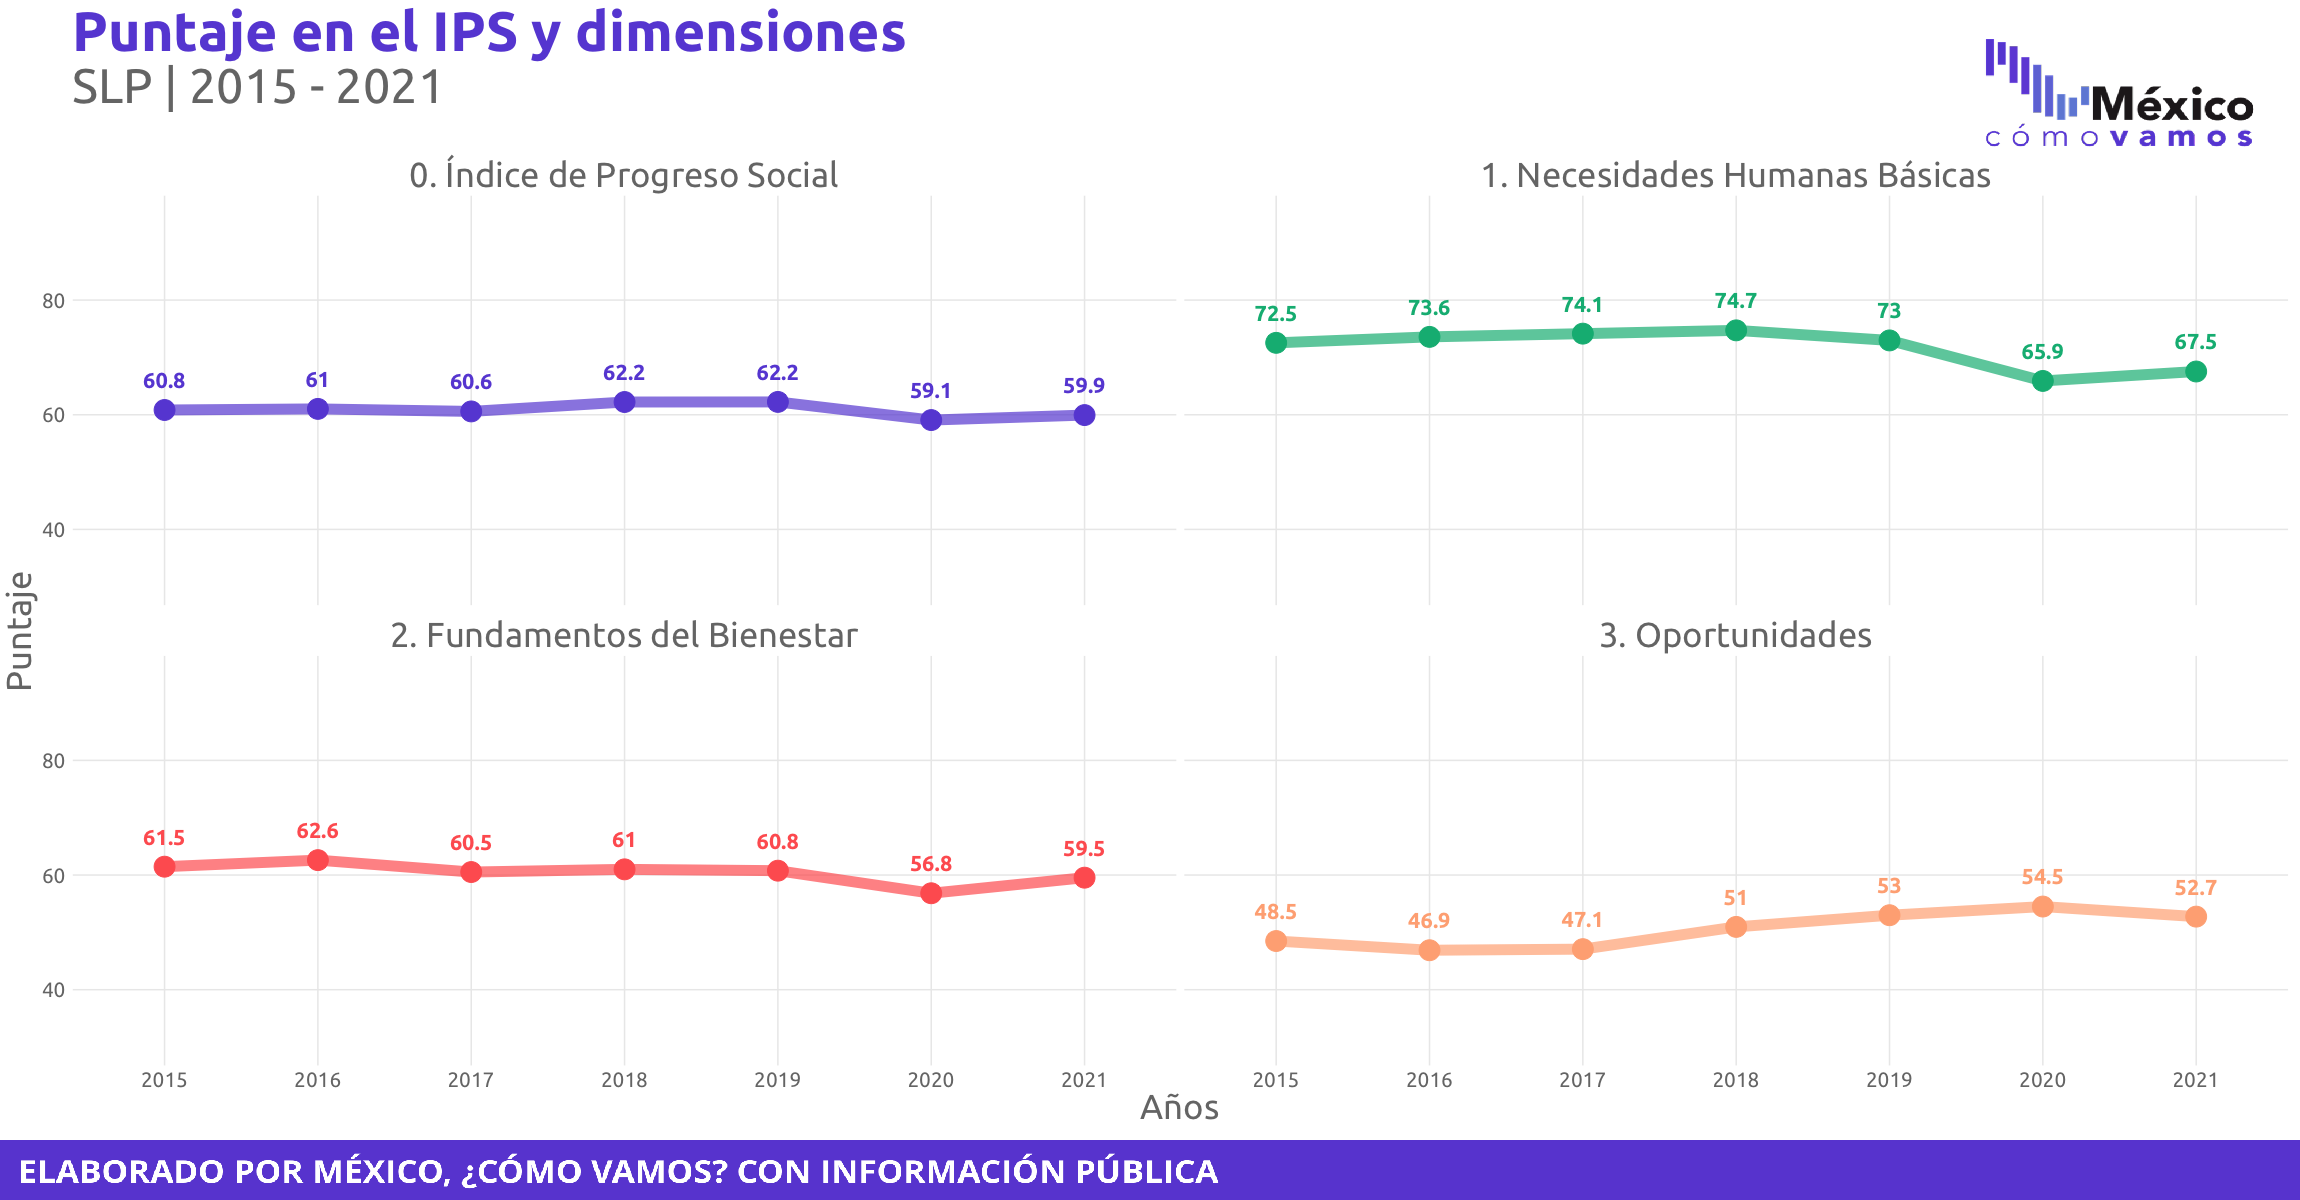 Puntaje en el IPS y dimensiones
SLP | 2015 - 2021
México
cómovamos
0. Índice de Progreso Social
1. Necesidades Humanas Básicas
80
60
40
60.8 61 60.6 62.2 62.2 59.1 59.9
72.5 73.6 74.1 74.7 73 65.9 67.5
Puntaje
2. Fundamentos del Bienestar
3. Oportunidades
80
60
40
61.5 62.6 60.5 61 60.8 56.8 59.5
48.5 46.9 47.1 51 53 54.5 52.7
2015 2016 2017 2018 2019 2020 2021
2015 2016 2017 2018 2019 2020 2021
Años
ELABORADO POR MÉXICO, ¿CÓMO VAMOS? CON INFORMACIÓN PÚBLICA